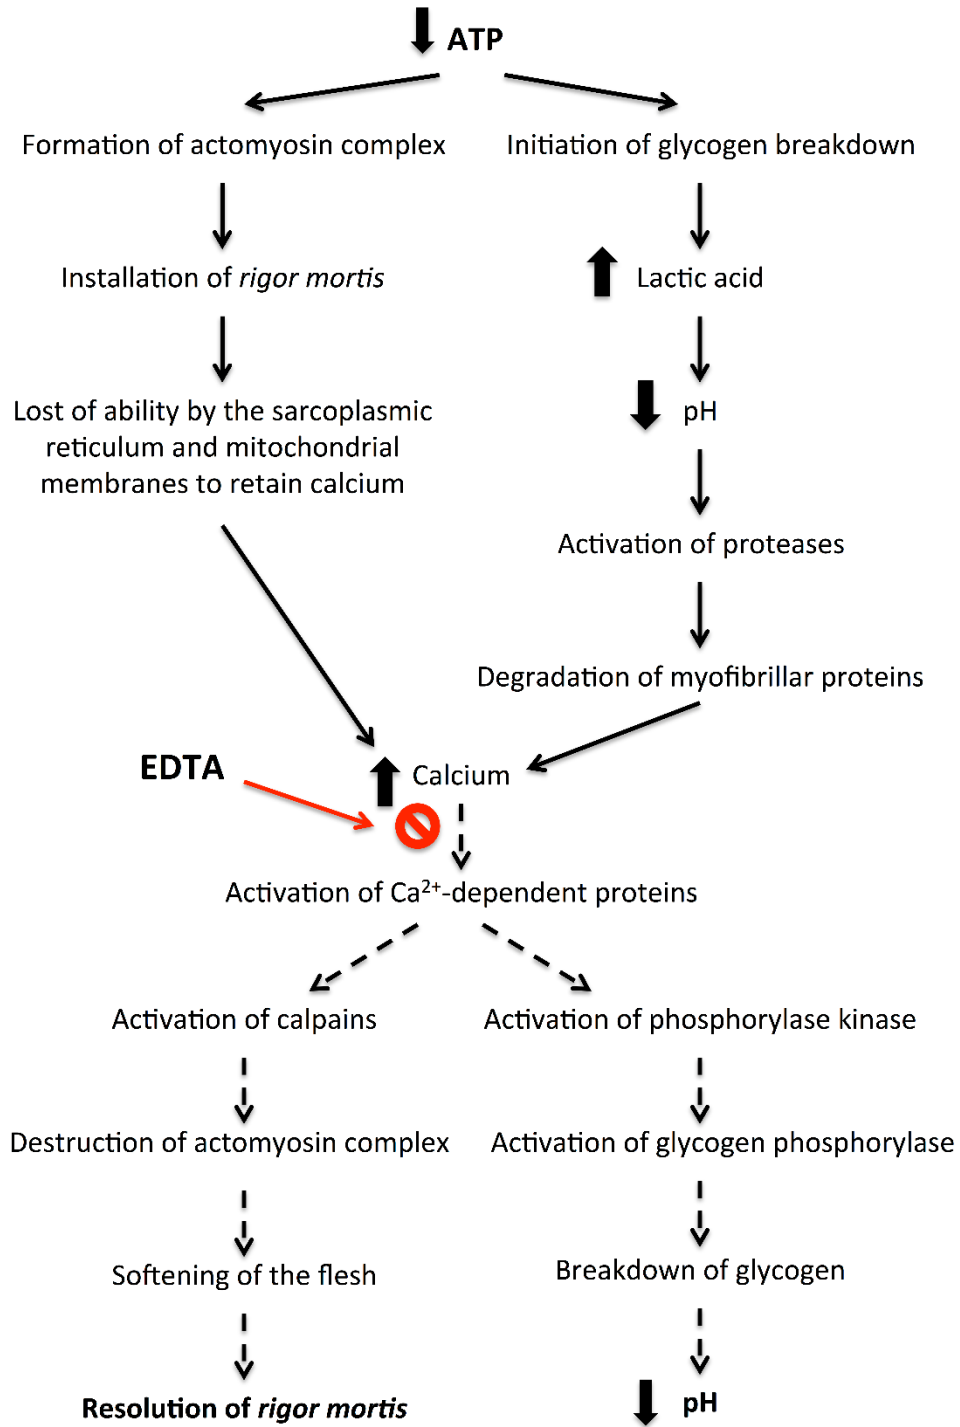 ATP
Formation of actomyosin complex
Initiation of glycogen breakdown
Installation of rigor mortis
Lactic acid
Lost of ability by the sarcoplasmic
reticulum and mitochondrial
membranes to retain calcium
pH
Activation of proteases
Degradation of myofibrillar proteins
EDTA
Calcium
Activation of Ca²⁺-dependent proteins
Activation of calpains
Activation of phosphorylase kinase
Destruction of actomyosin complex
Activation of glycogen phosphorylase
Softening of the flesh
Breakdown of glycogen
Resolution of rigor mortis
pH